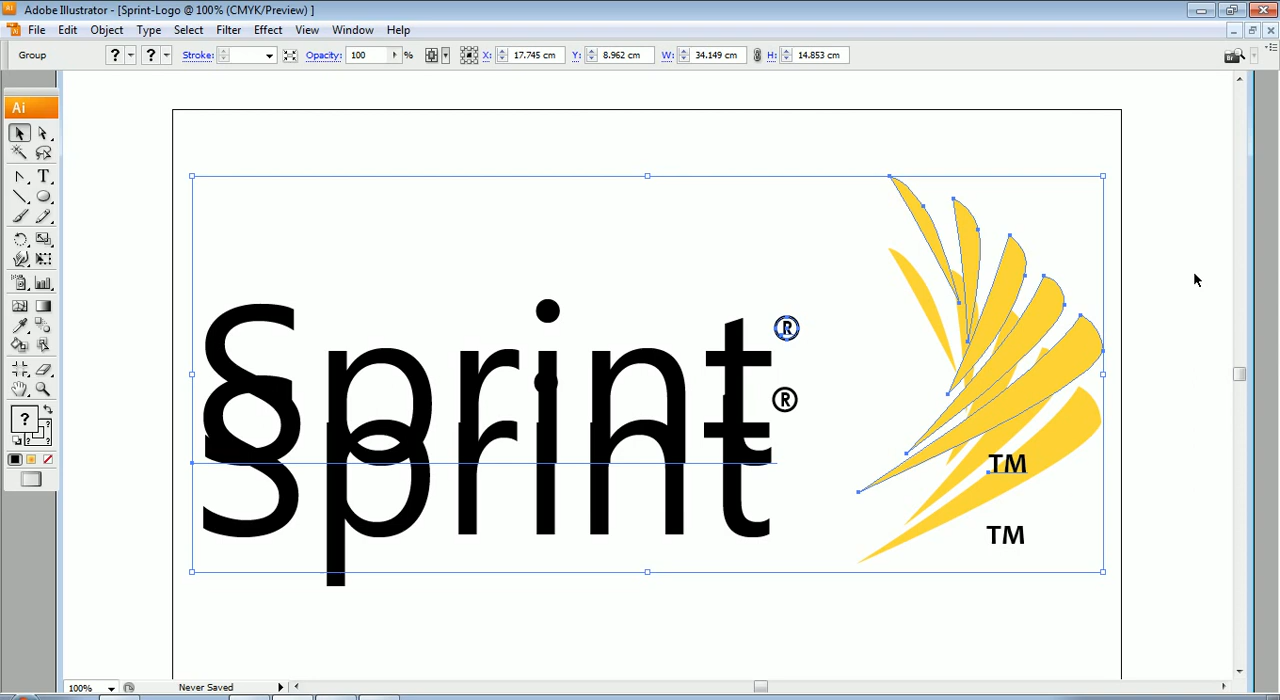 Adobe Illustrator - [Sprint-Logo @ 100% (CMYK/Preview) ]
File Edit Object Type Select Filter Effect View Window Help
Group ? ? Stroke: Opacity: 100 % X: 17.745 cm Y: 8.962 cm W: 34.149 cm H: 14.853 cm
Ai
Sprint®
Sprint®
TM
TM
?
100% Never Saved